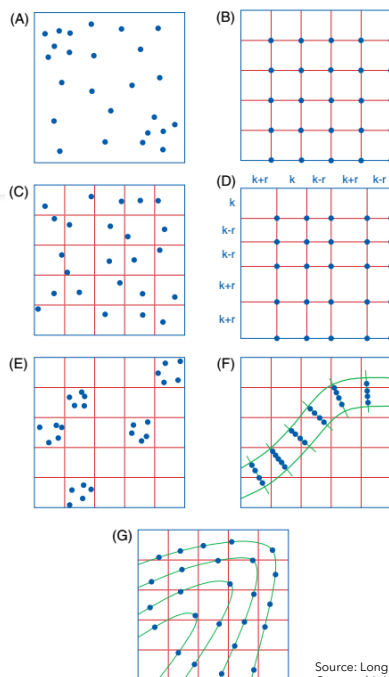 (A)
(B)
(C)
(D)
k+r k k-r k+r k-r
k
k-r
k-r
k+r
k+r
(E)
(F)
(G)
Source: Long